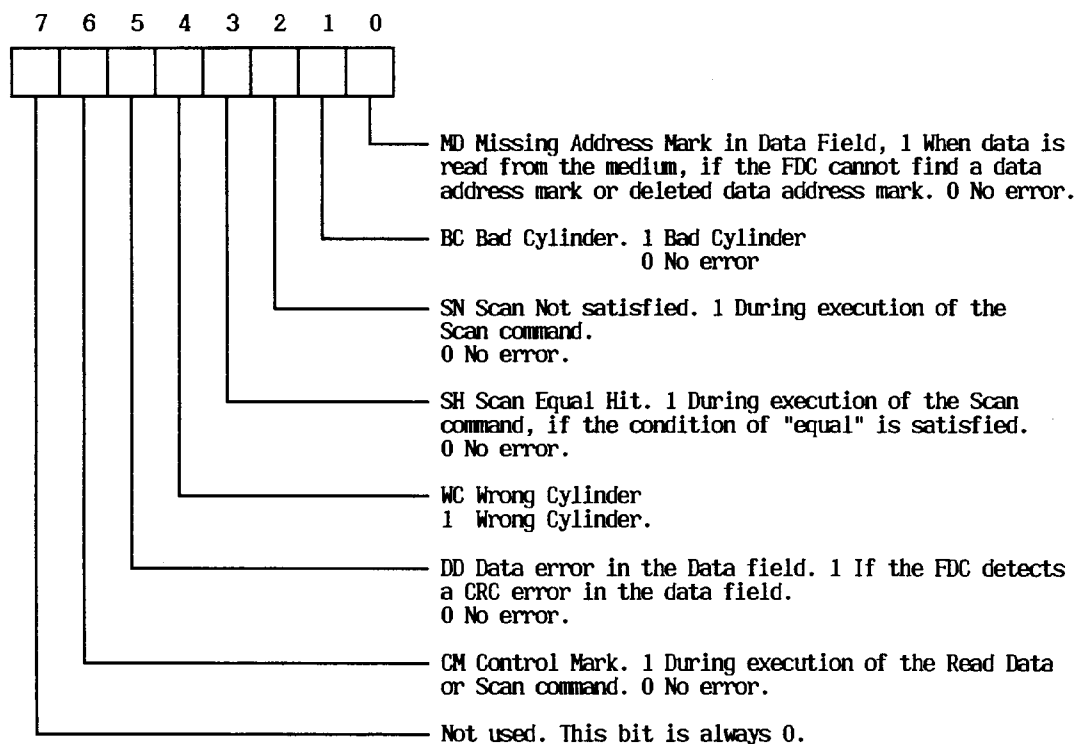 7 6 5 4 3 2 1 0
MD Missing Address Mark in Data Field, 1 When data is
read from the medium, if the FDC cannot find a data
address mark or deleted data address mark. 0 No error.
BC Bad Cylinder. 1 Bad Cylinder
0 No error
SN Scan Not satisfied. 1 During execution of the
Scan command.
0 No error.
SH Scan Equal Hit. 1 During execution of the Scan
command, if the condition of "equal" is satisfied.
0 No error.
WC Wrong Cylinder
1 Wrong Cylinder.
DD Data error in the Data field. 1 If the FDC detects
a CRC error in the data field.
0 No error.
CM Control Mark. 1 During execution of the Read Data
or Scan command. 0 No error.
Not used. This bit is always 0.